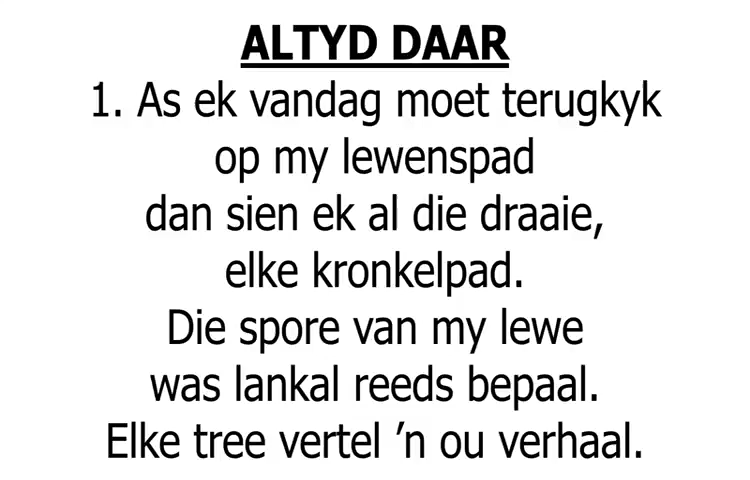 ALTYD DAAR
1. As ek vandag moet terugkyk
op my lewenspad
dan sien ek al die draaie,
elke kronkelpad.
Die spore van my lewe
was lankal reeds bepaal.
Elke tree vertel ’n ou verhaal.